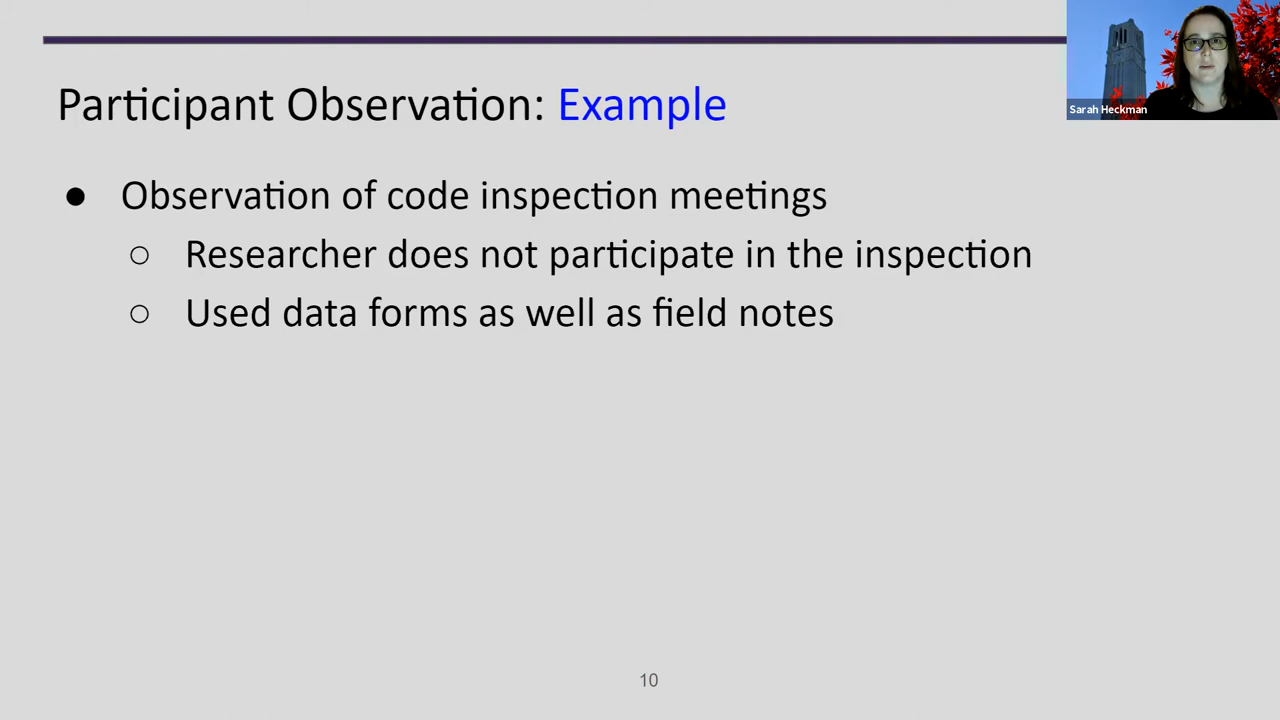 Participant Observation: Example
Sarah Heckman
● Observation of code inspection meetings
○ Researcher does not participate in the inspection
○ Used data forms as well as field notes
10